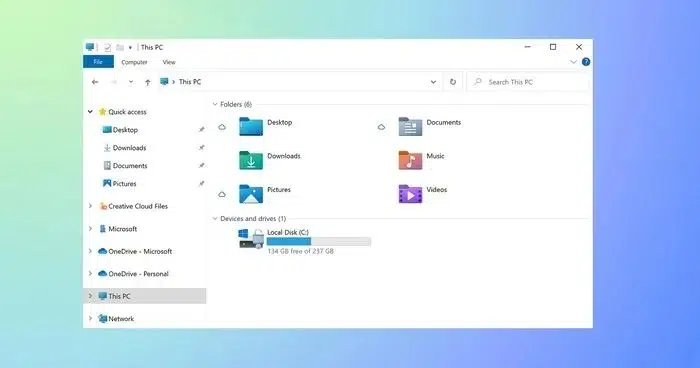 This PC
File Computer View
This PC
Search This PC
Quick access
Desktop
Downloads
Documents
Pictures
Creative Cloud Files
Microsoft
OneDrive - Microsoft
OneDrive - Personal
This PC
Network
Folders (6)
Desktop
Documents
Downloads
Music
Pictures
Videos
Devices and drives (1)
Local Disk (C:)
134 GB free of 237 GB